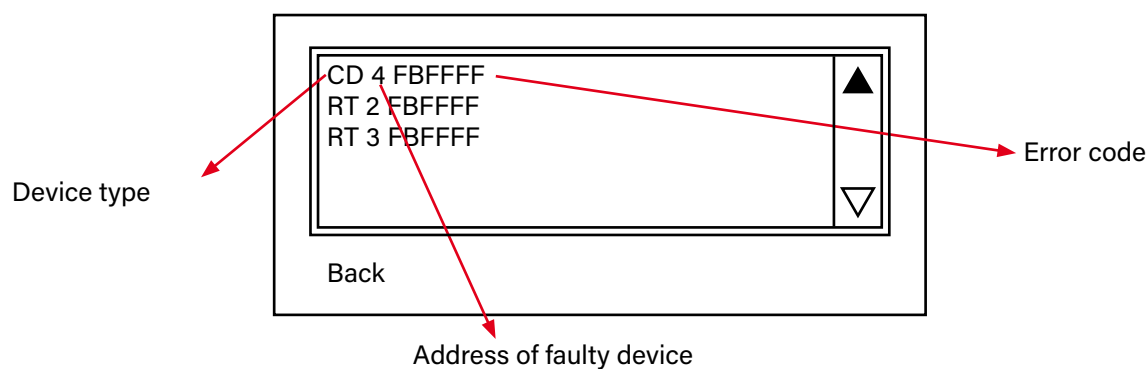 CD 4 FBFFFF
RT 2 FBFFFF
RT 3 FBFFFF
Error code
Device type
Back
Address of faulty device